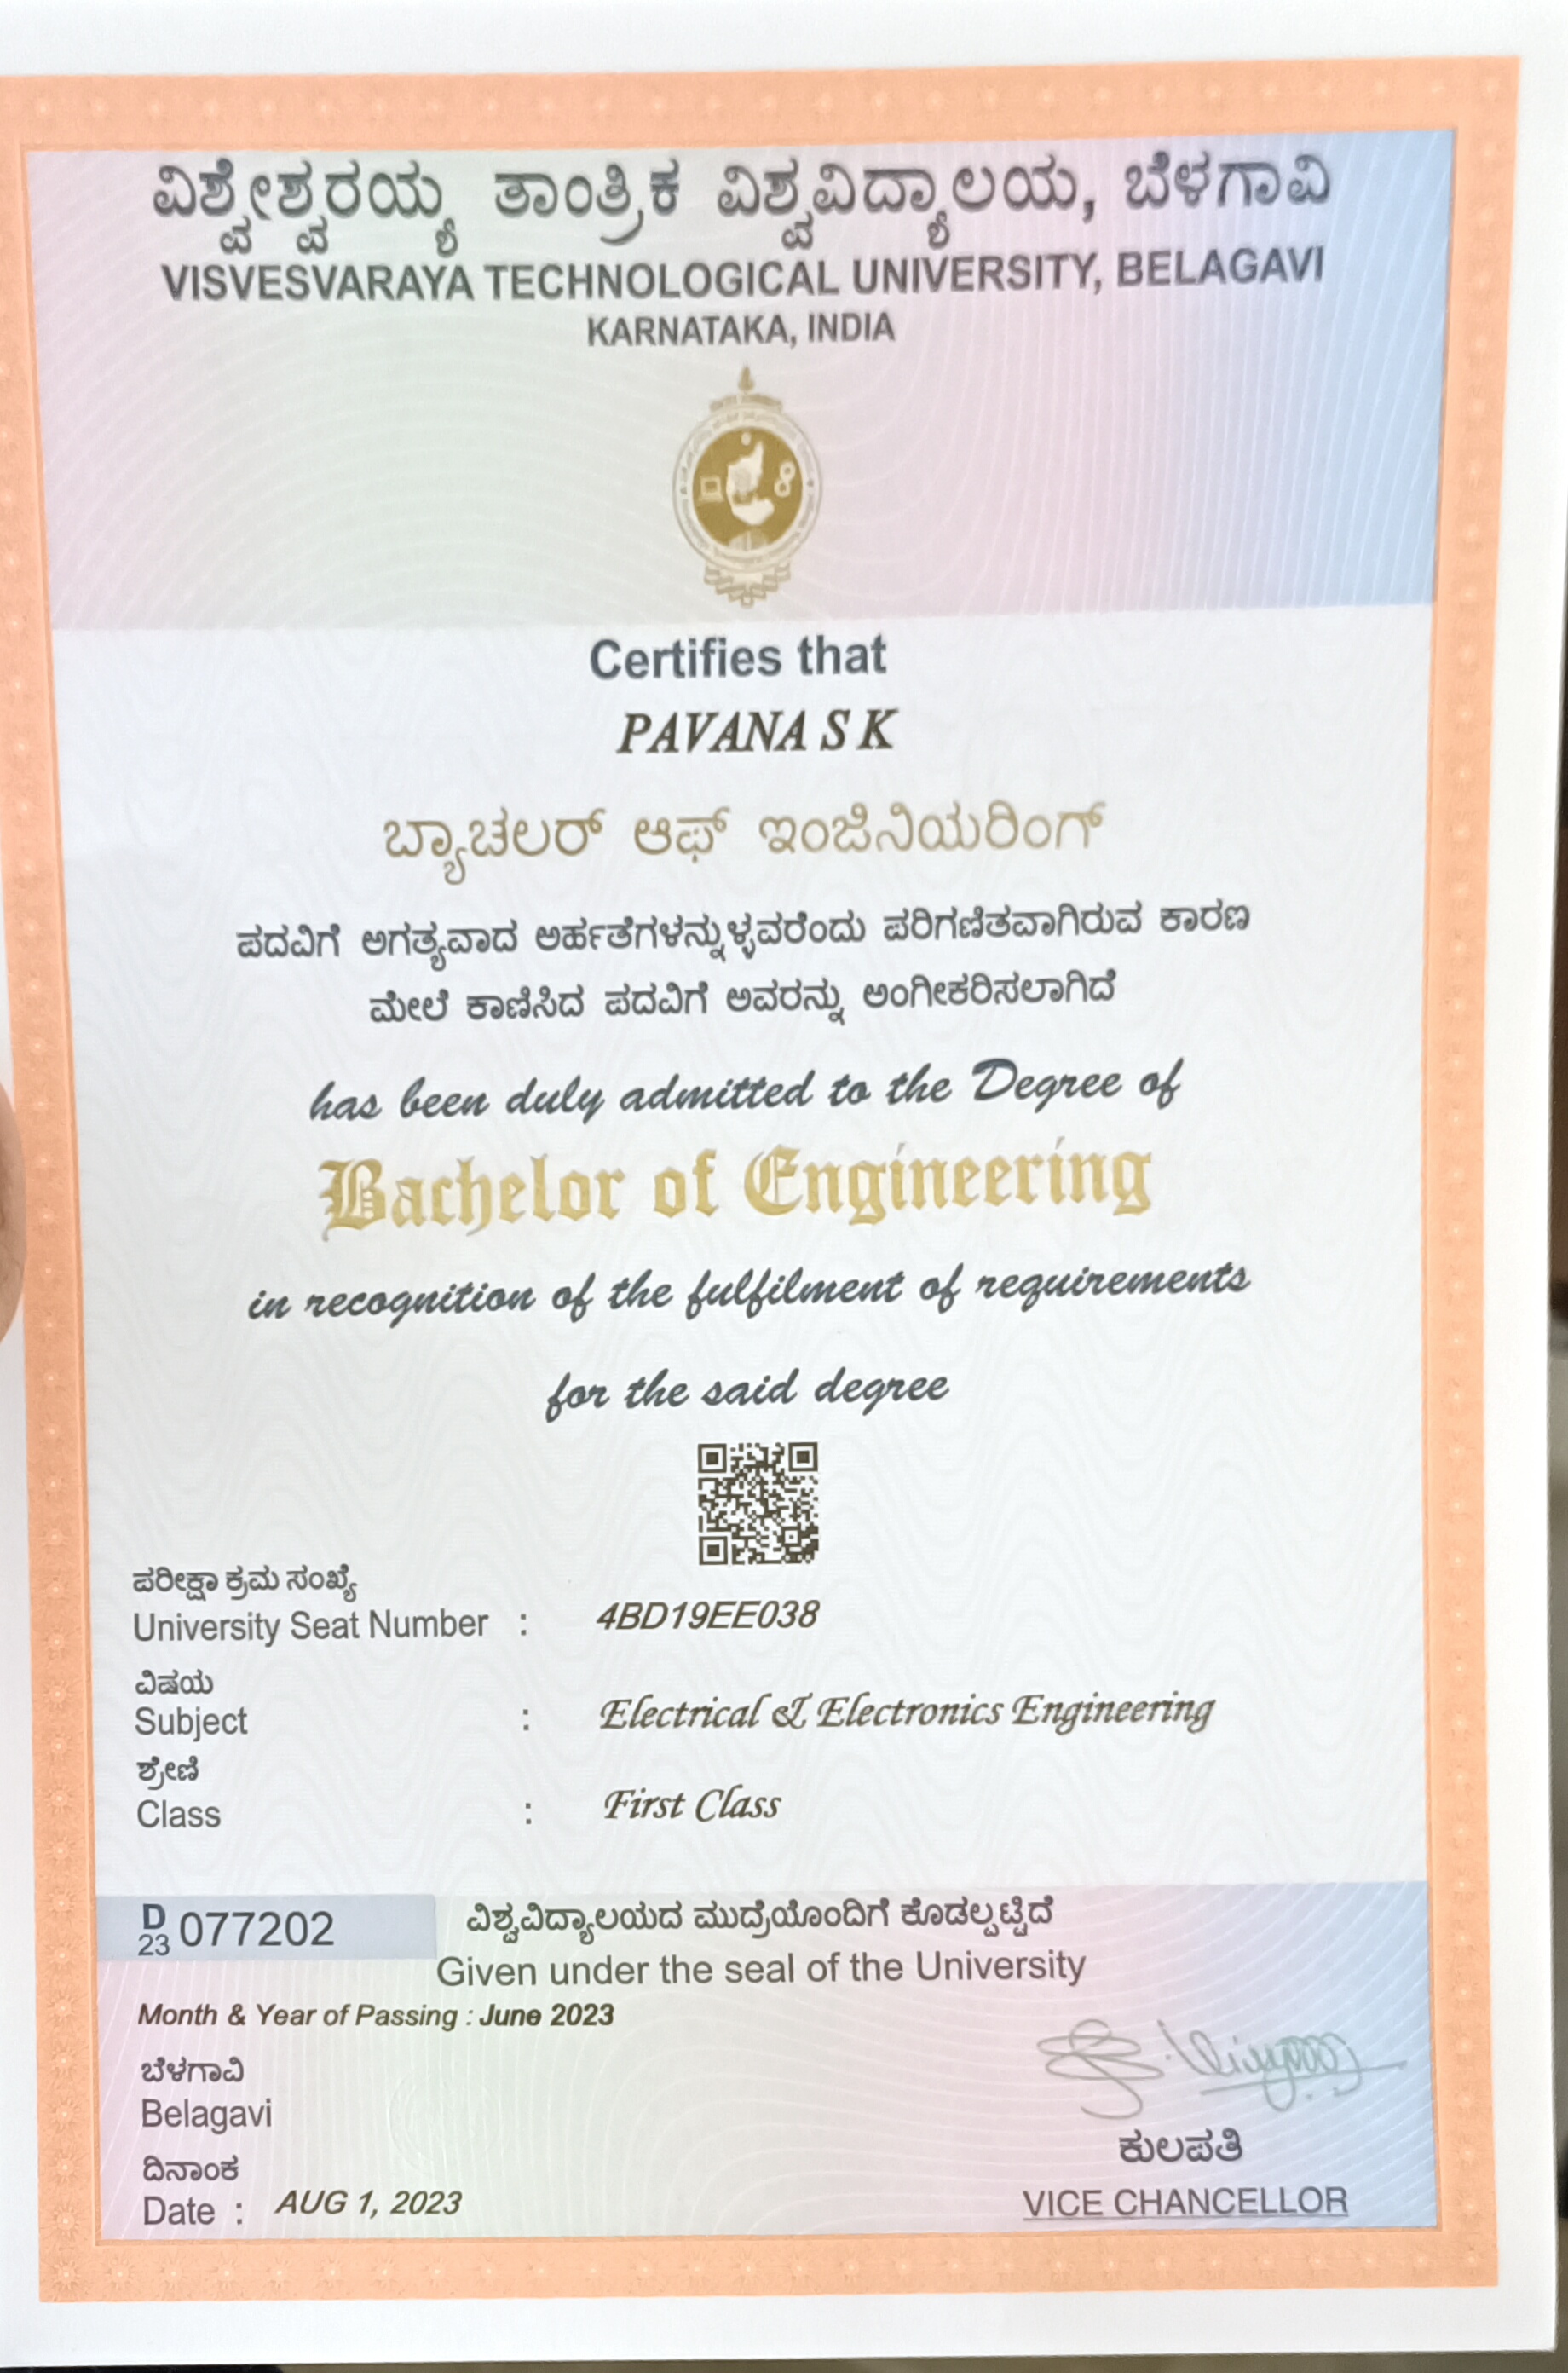 ವಿಶ್ವೇಶ್ವರಯ್ಯ ತಾಂತ್ರಿಕ ವಿಶ್ವವಿದ್ಯಾಲಯ, ಬೆಳಗಾವಿ
VISVESVARAYA TECHNOLOGICAL UNIVERSITY, BELAGAVI
KARNATAKA, INDIA
Certifies that
PAVANA S K
ಬ್ಯಾಚಲರ್ ಆಫ್ ಇಂಜಿನಿಯರಿಂಗ್
ಪದವಿಗೆ ಅಗತ್ಯವಾದ ಅರ್ಹತೆಗಳನ್ನುಳ್ಳವರೆಂದು ಪರಿಗಣಿತವಾಗಿರುವ ಕಾರಣ
ಮೇಲೆ ಕಾಣಿಸಿದ ಪದವಿಗೆ ಅವರನ್ನು ಅಂಗೀಕರಿಸಲಾಗಿದೆ
has been duly admitted to the Degree of
Bachelor of Engineering
in recognition of the fulfilment of requirements
for the said degree
ಪರೀಕ್ಷಾ ಕ್ರಮ ಸಂಖ್ಯೆ
University Seat Number : 4BD19EE038
ವಿಷಯ
Subject : Electrical & Electronics Engineering
ಶ್ರೇಣಿ
Class : First Class
D 23 077202
ವಿಶ್ವವಿದ್ಯಾಲಯದ ಮುದ್ರೆಯೊಂದಿಗೆ ಕೊಡಲ್ಪಟ್ಟಿದೆ
Given under the seal of the University
Month & Year of Passing : June 2023
ಬೆಳಗಾವಿ
Belagavi
ದಿನಾಂಕ
Date : AUG 1, 2023
ಕುಲಪತಿ
VICE CHANCELLOR